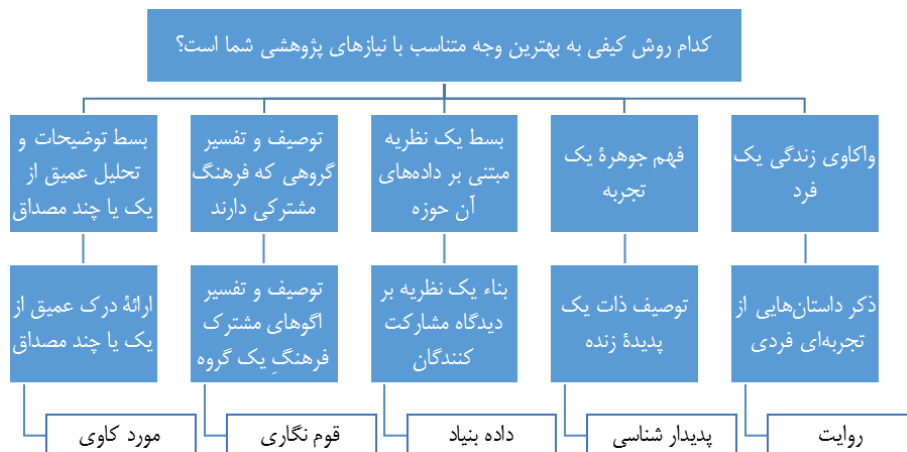 کدام روش کیفی به بهترین وجه متناسب با نیازهای پژوهشی شما است؟
واکاوی زندگی یک
فرد
فهم جوهرۀ یک
تجربه
بسط یک نظریه
مبتنی بر داده‌های
آن حوزه
توصیف و تفسیر
گروهی که فرهنگ
مشترکی دارند
بسط توضیحات و
تحلیل عمیق از
یک یا چند مصداق
ذکر داستان‌هایی از
تجربه‌ای فردی
توصیف ذات یک
پدیدۀ زنده
بناء یک نظریه بر
دیدگاه مشارکت
کنندگان
توصیف و تفسیر
اگوهای مشترک
فرهنگِ یک گروه
ارائۀ درک عمیق از
یک یا چند مصداق
روایت
پدیدار شناسی
داده بنیاد
قوم نگاری
مورد کاوی